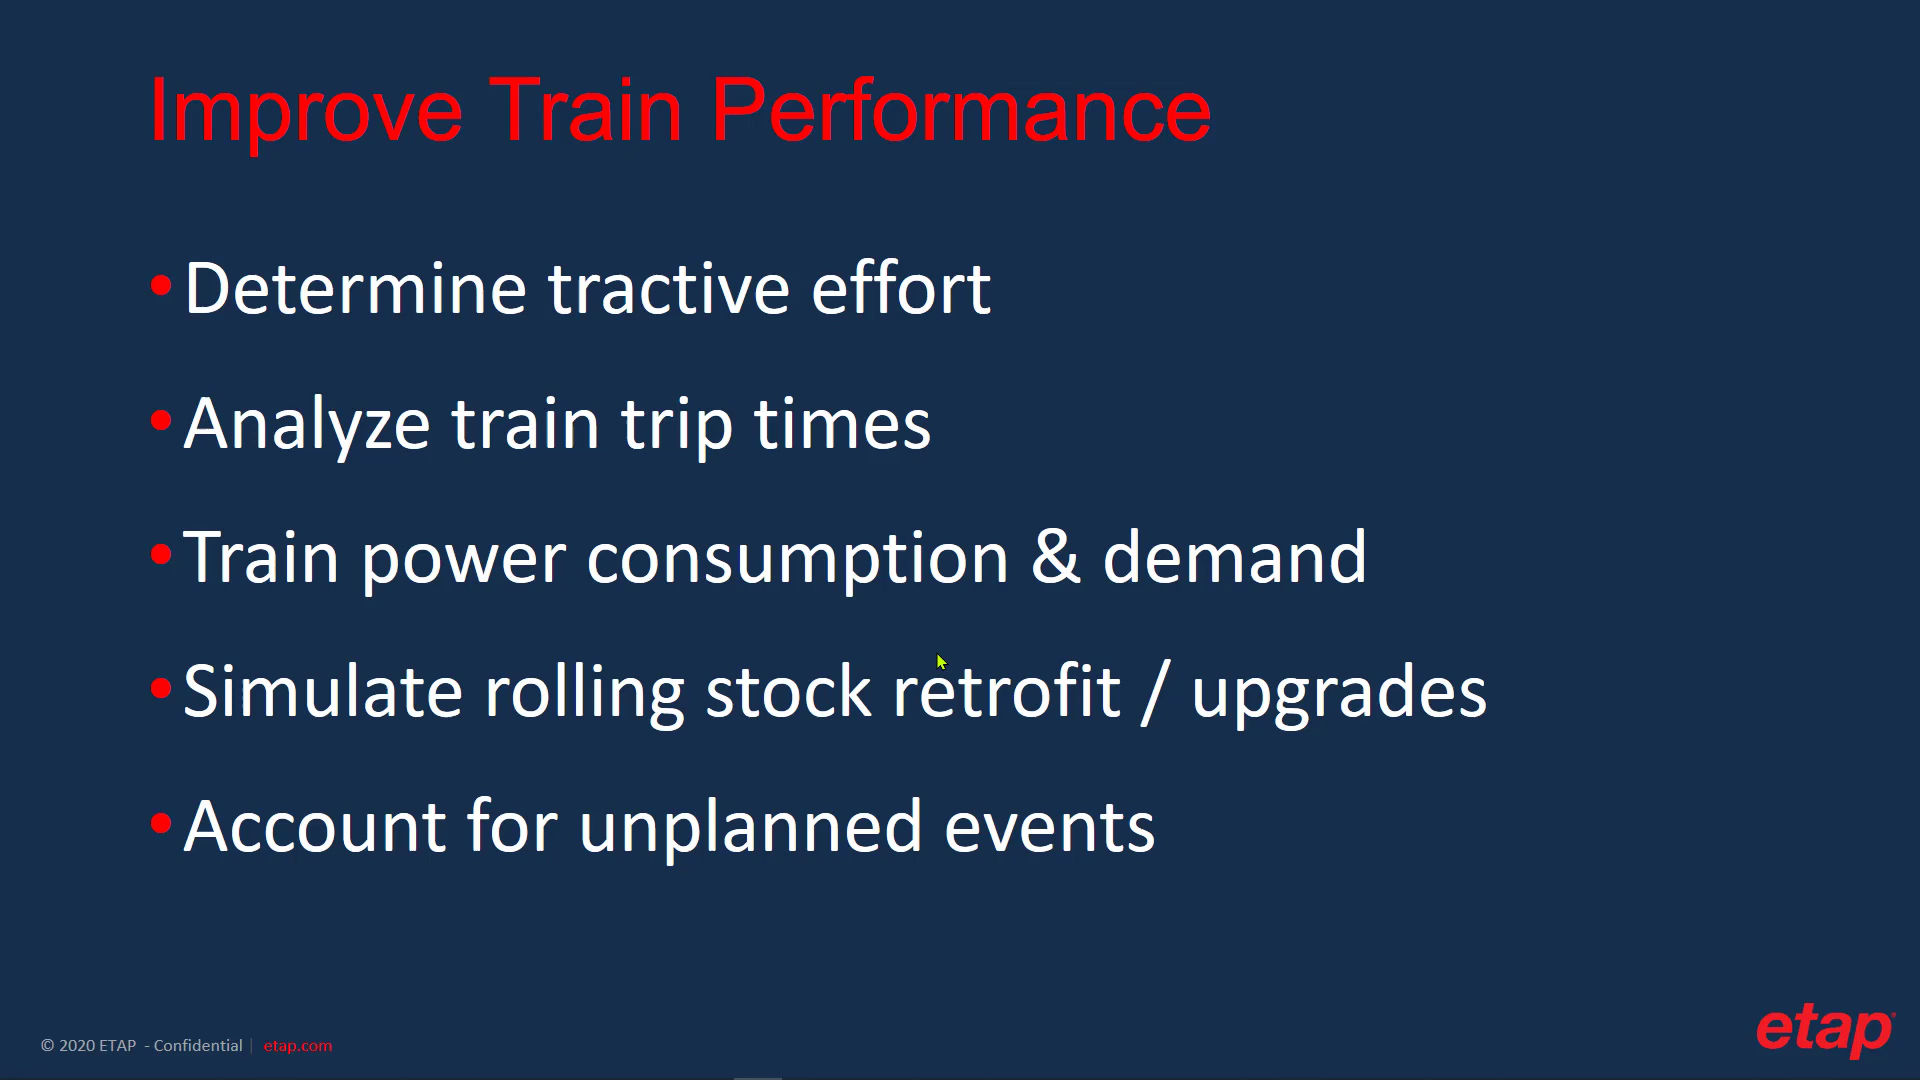 Improve Train Performance
• Determine tractive effort
• Analyze train trip times
• Train power consumption & demand
• Simulate rolling stock retrofit / upgrades
• Account for unplanned events
© 2020 ETAP - Confidential | etap.com
etap®